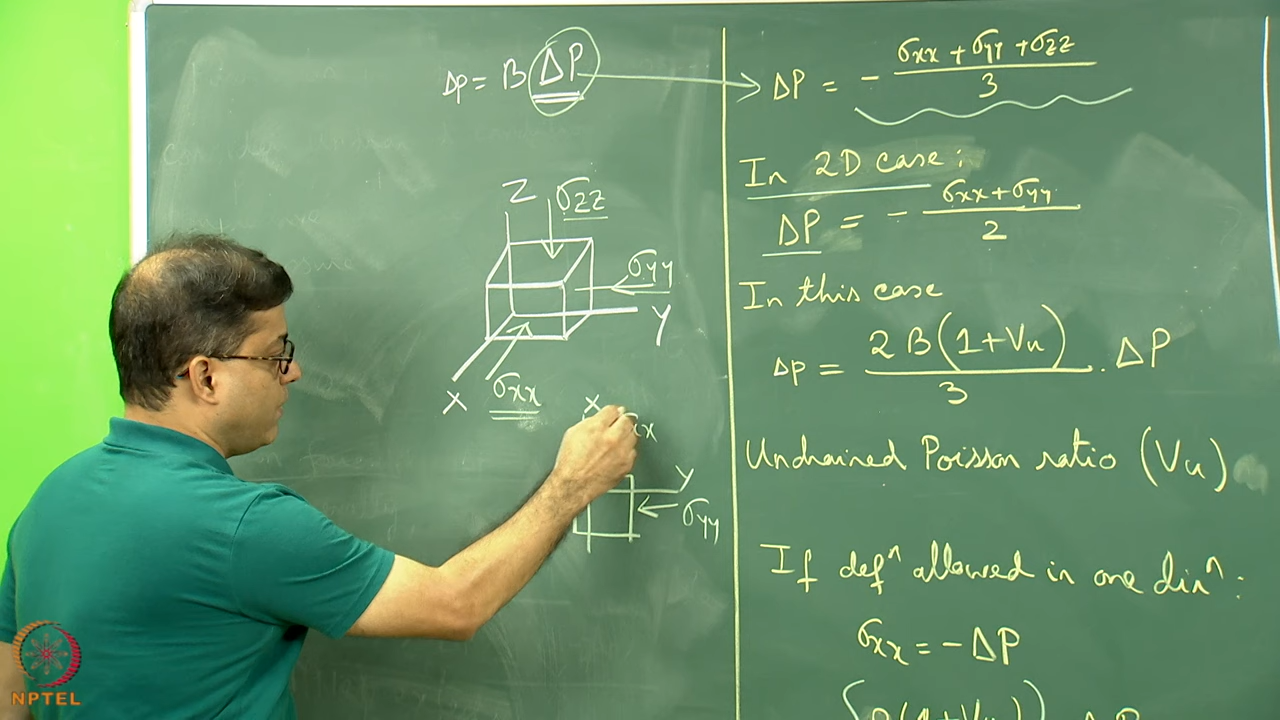 Δp = B ΔP
Z
σzz
σyy
Y
X
σxx
X
Y
σyy
ΔP = - (σxx + σyy + σzz)/3
In 2D case:
ΔP = - (σxx + σyy)/2
In this case
Δp = 2B(1+Vu)/3 . ΔP
Undrained Poisson ratio (Vu)
If defⁿ allowed in one dirⁿ:
σxx = -ΔP
NPTEL